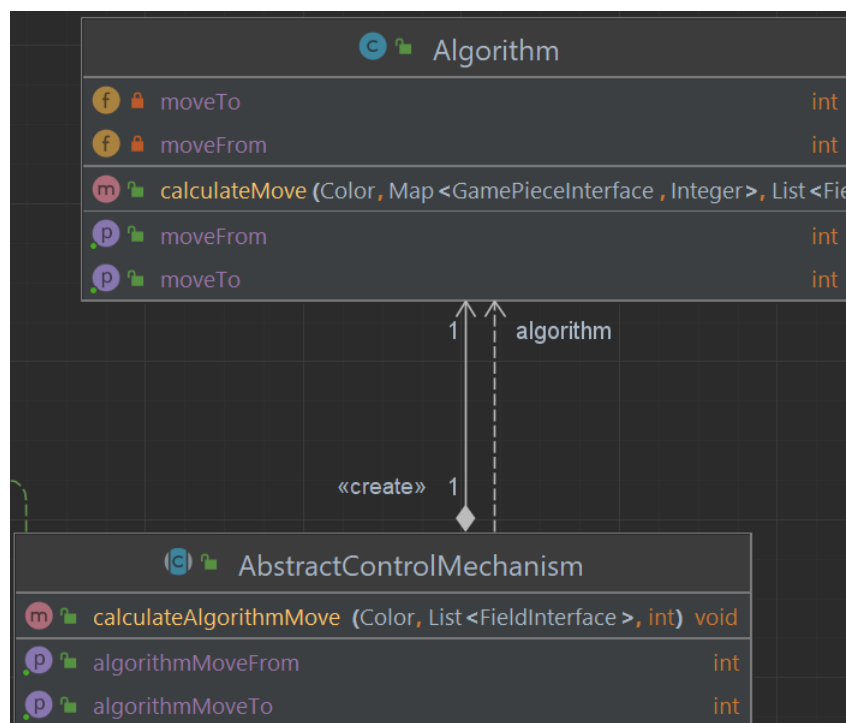 Algorithm
moveTo int
moveFrom int
calculateMove (Color, Map <GamePieceInterface , Integer>, List <Fie
moveFrom int
moveTo int
1 algorithm
«create» 1
AbstractControlMechanism
calculateAlgorithmMove (Color, List <FieldInterface >, int) void
algorithmMoveFrom int
algorithmMoveTo int